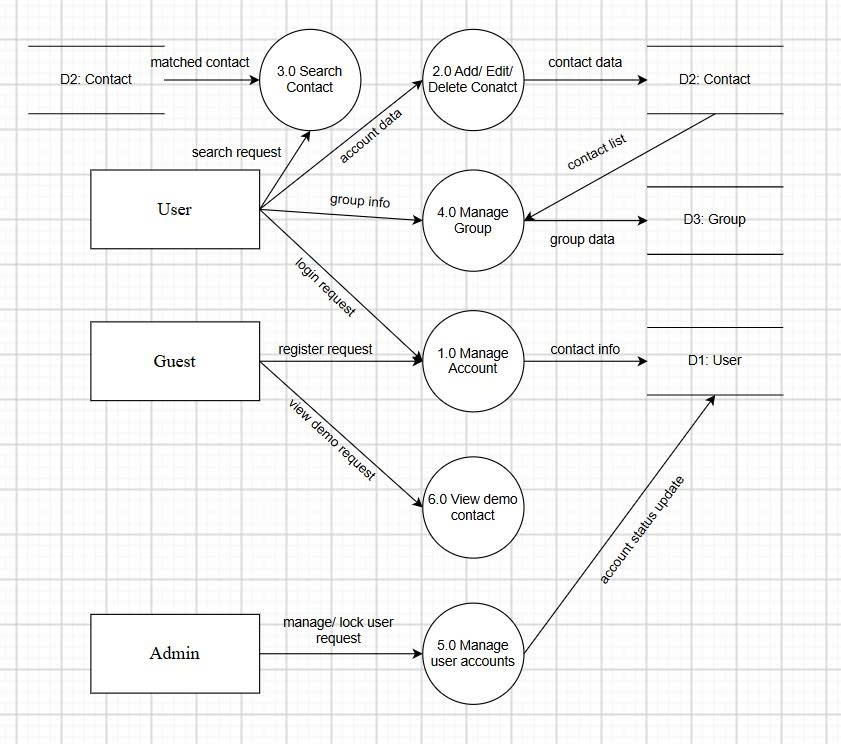 D2: Contact
matched contact
3.0 Search
Contact
2.0 Add/ Edit/
Delete Conatct
contact data
D2: Contact
search request
account data
contact list
User
group info
4.0 Manage
Group
group data
D3: Group
login request
Guest
register request
1.0 Manage
Account
contact info
D1: User
view demo request
6.0 View demo
contact
account status update
Admin
manage/ lock user
request
5.0 Manage
user accounts